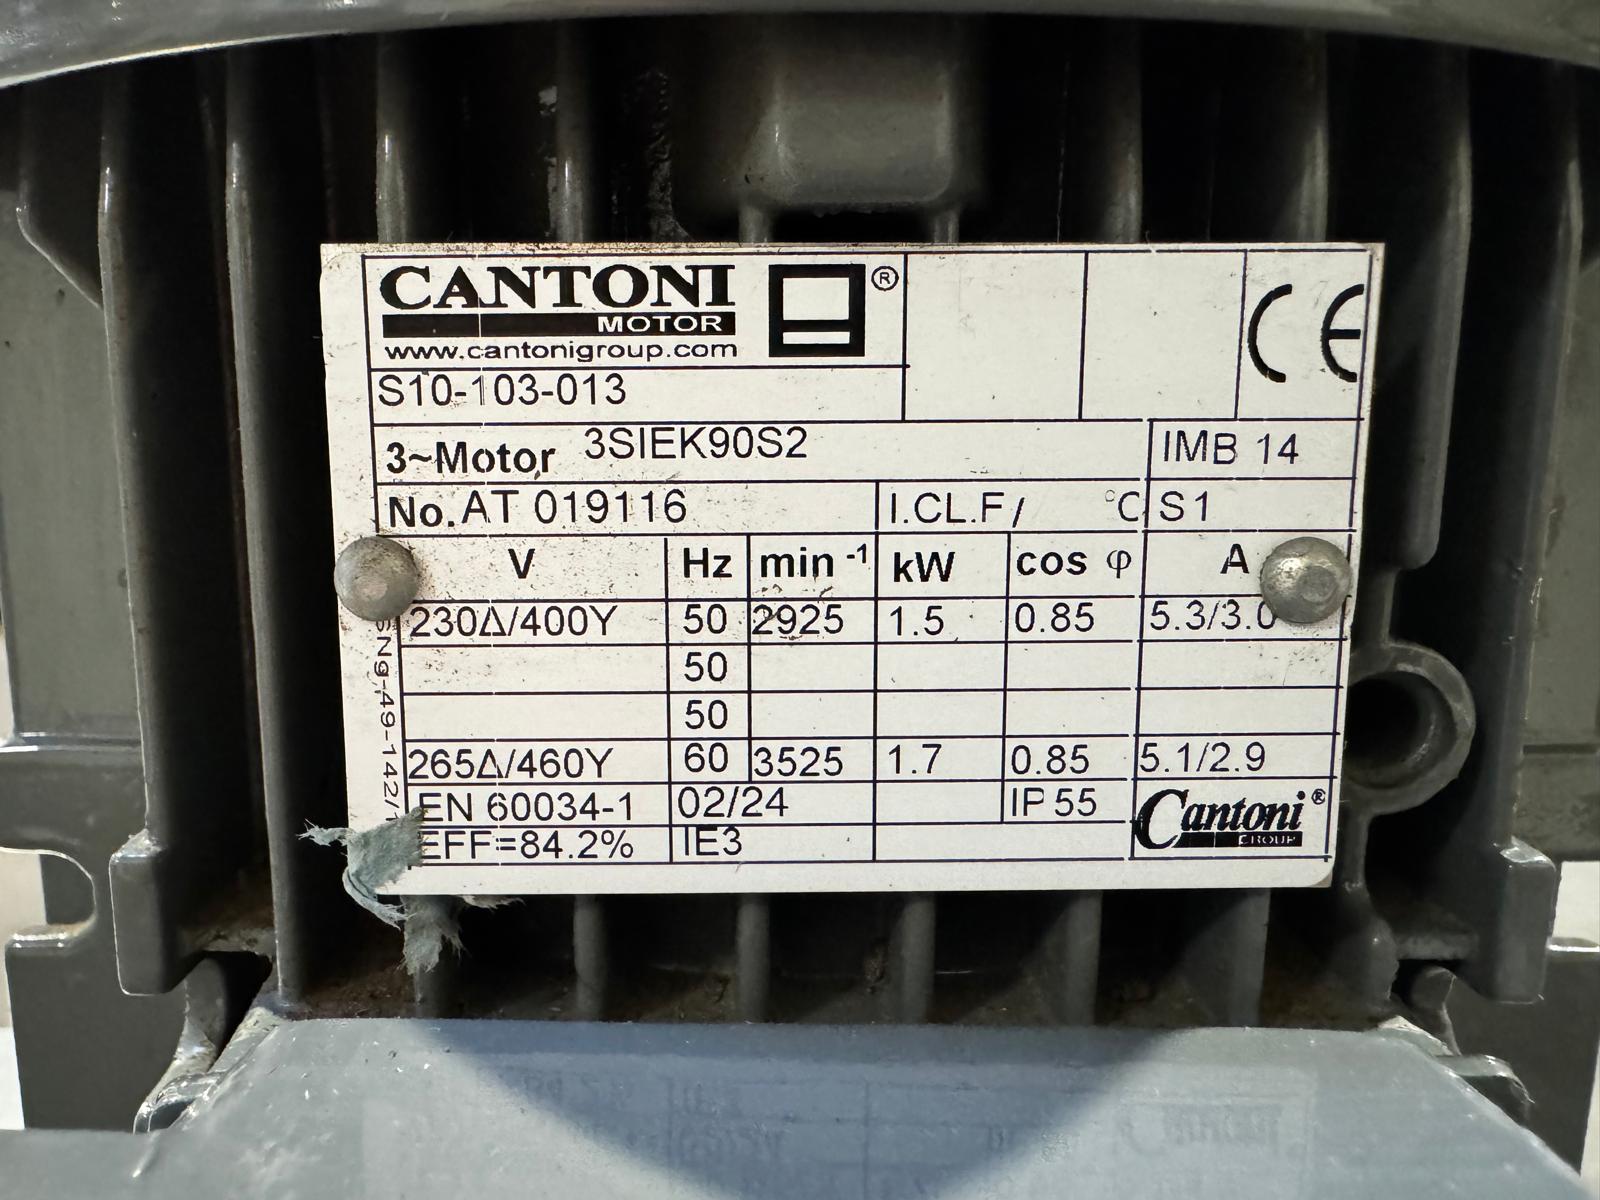 CANTONI ®
MOTOR
www.cantonigroup.com
CE
S10-103-013
3~Motor 3SIEK90S2 IMB 14
No. AT 019116 I.CL.F/ °C S1
V Hz min -1 kW cos φ A
230Δ/400Y 50 2925 1.5 0.85 5.3/3.0
50
50
265Δ/460Y 60 3525 1.7 0.85 5.1/2.9
EN 60034-1 02/24 IP 55
EFF=84.2% IE3
Cantoni ®
GROUP